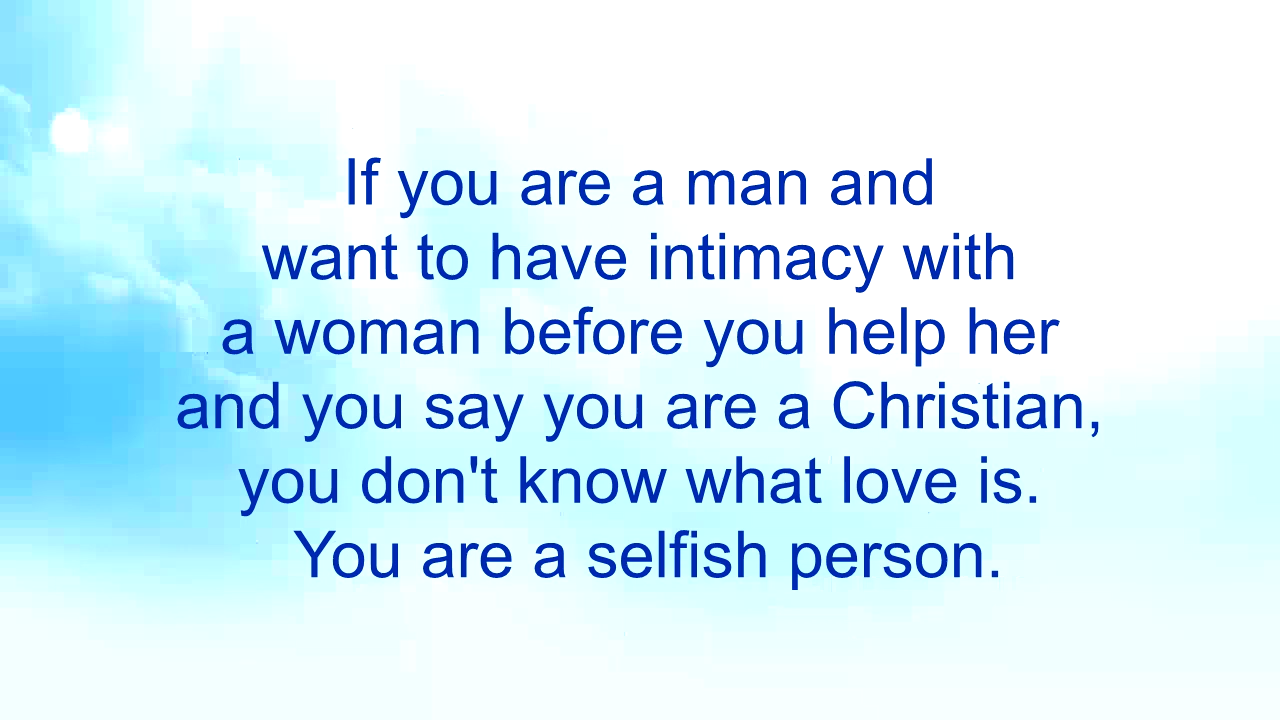 If you are a man and
want to have intimacy with
a woman before you help her
and you say you are a Christian,
you don't know what love is.
You are a selfish person.